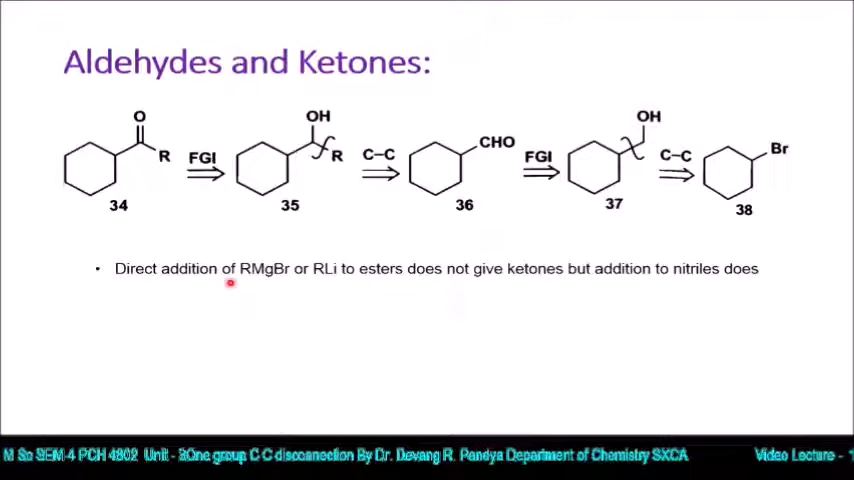 Aldehydes and Ketones:
O OH OH
R FGI R C–C CHO FGI C–C Br
34 35 36 37 38
• Direct addition of RMgBr or RLi to esters does not give ketones but addition to nitriles does
M Sc SEM-4 PCH 4802 Unit - 3One group C C disconnection By Dr. Devang R. Pandya Department of Chemistry SXCA Video Lecture - 1